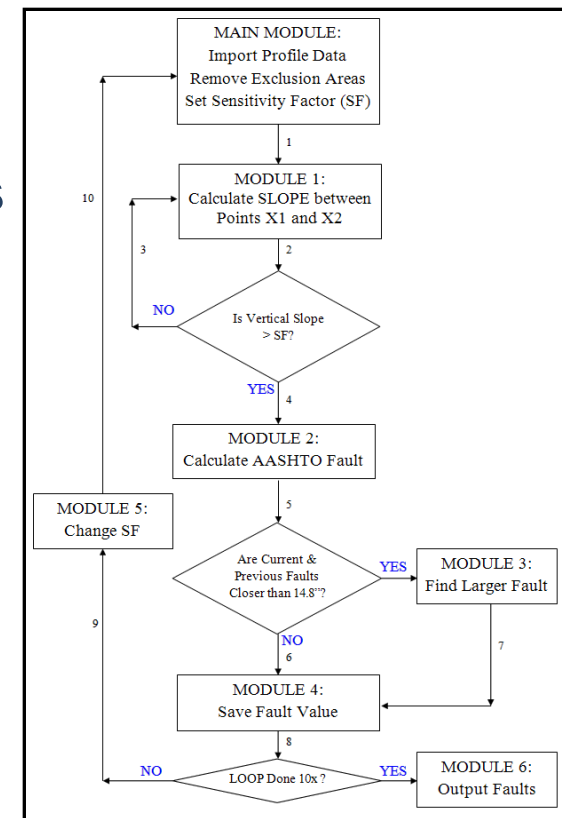 MAIN MODULE:
Import Profile Data
Remove Exclusion Areas
Set Sensitivity Factor (SF)
1
10
MODULE 1:
Calculate SLOPE between
Points X1 and X2
3
2
NO
Is Vertical Slope
> SF?
YES
4
MODULE 2:
Calculate AASHTO Fault
5
MODULE 5:
Change SF
Are Current &
Previous Faults
Closer than 14.8"?
YES
MODULE 3:
Find Larger Fault
9
NO
6
7
MODULE 4:
Save Fault Value
8
NO
LOOP Done 10x ?
YES
MODULE 6:
Output Faults